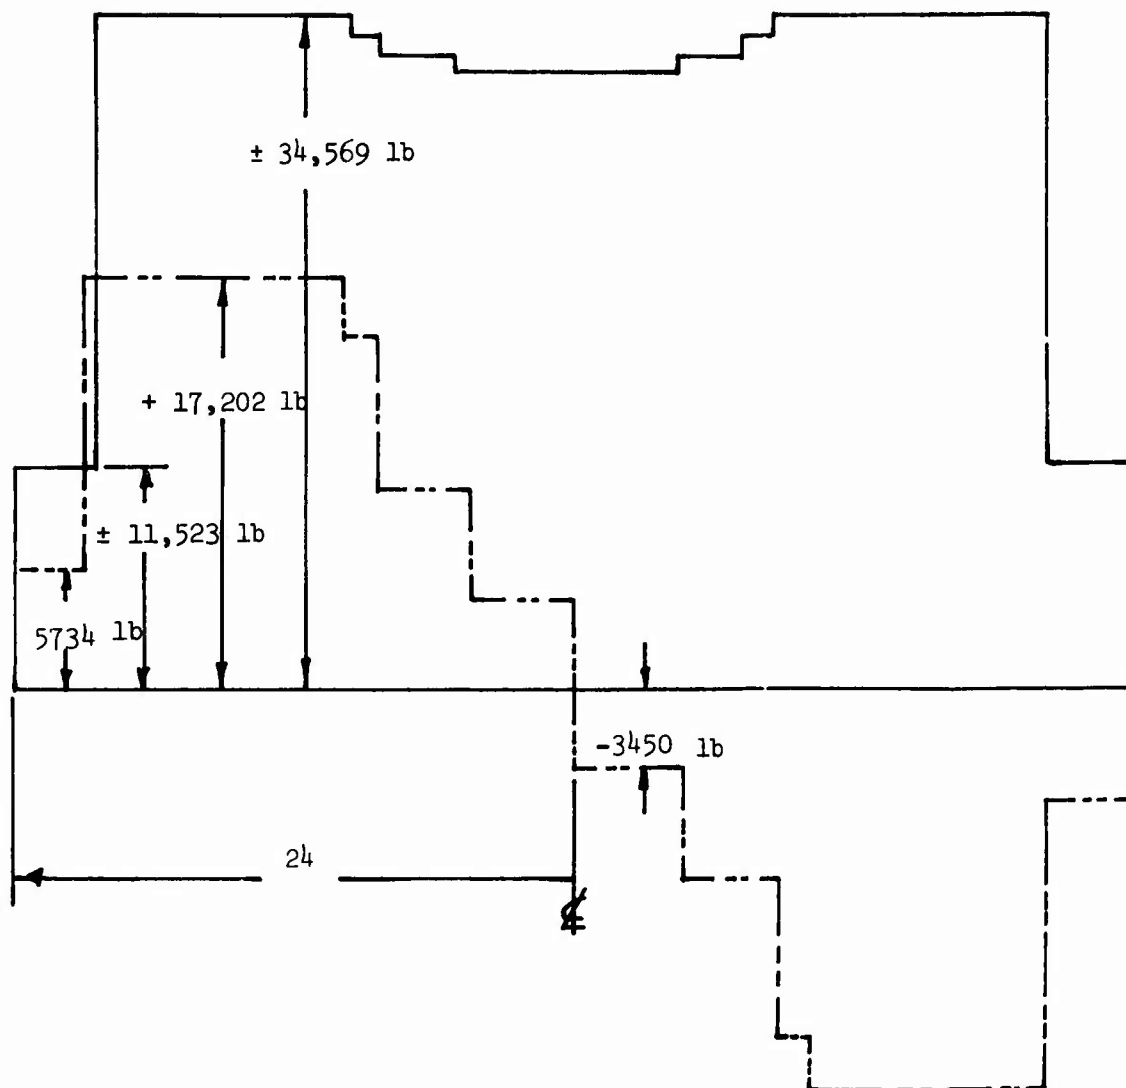 ± 34,569 lb
+ 17,202 lb
± 11,523 lb
5734 lb
-3450 lb
24
℄